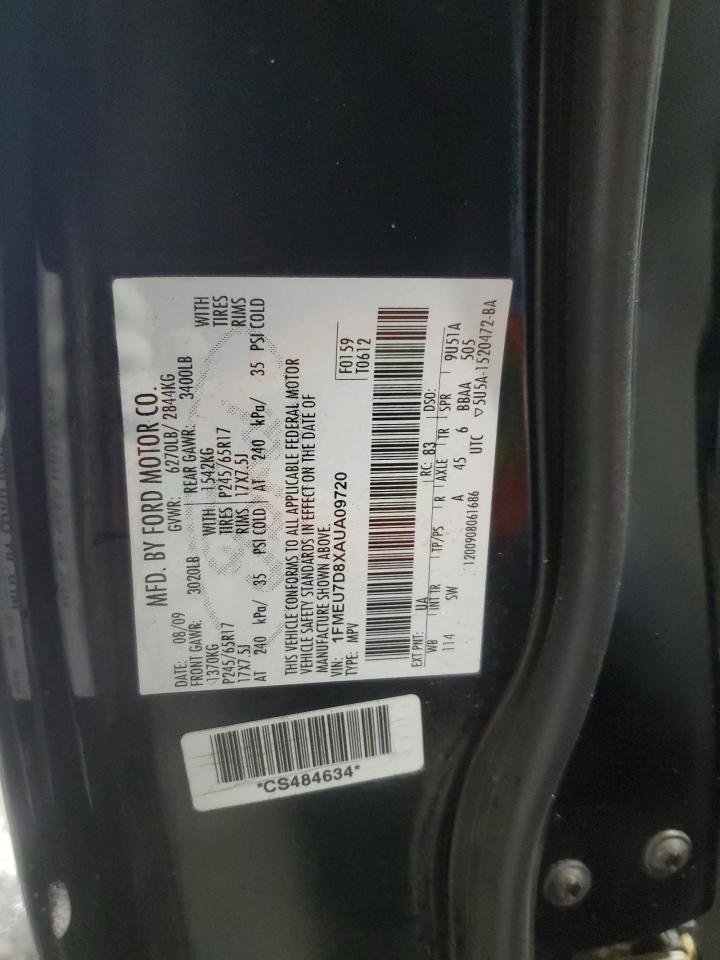 MFD. BY FORD MOTOR CO.
DATE: 08/09 GVWR: 6270LB/2844KG
FRONT GAWR: 3020LB REAR GAWR: 3400LB
1370KG WITH 1542KG WITH
P245/65R17 TIRES P245/65R17 TIRES
17X7.5J RIMS 17X7.5J RIMS
AT 240 kPa/ 35 PSI COLD AT 240 kPa/ 35 PSI COLD
THIS VEHICLE CONFORMS TO ALL APPLICABLE FEDERAL MOTOR
VEHICLE SAFETY STANDARDS IN EFFECT ON THE DATE OF
MANUFACTURE SHOWN ABOVE.
VIN: 1FMEU7D8XAUA09720
TYPE: MPV
F0159
T0612
EXT PNT: UA RC: 83 DSO:
WB INT TR TP/PS R AXLE TR SPR 9U51A
114 SW A 45 6 BBAA 505
1200908061686 UTC ▽5U5A-1520472-BA
*CS484634*